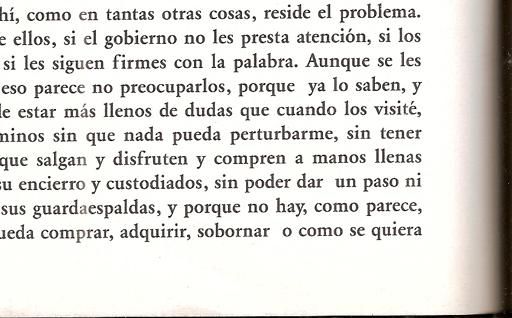 hí, como en tantas otras cosas, reside el problema.
e ellos, si el gobierno no les presta atención, si los
si les siguen firmes con la palabra. Aunque se les
eso parece no preocuparlos, porque ya lo saben, y
le estar más llenos de dudas que cuando los visité,
minos sin que nada pueda perturbarme, sin tener
que salgan y disfruten y compren a manos llenas
su encierro y custodiados, sin poder dar un paso ni
sus guardaespaldas, y porque no hay, como parece,
ueda comprar, adquirir, sobornar o como se quiera